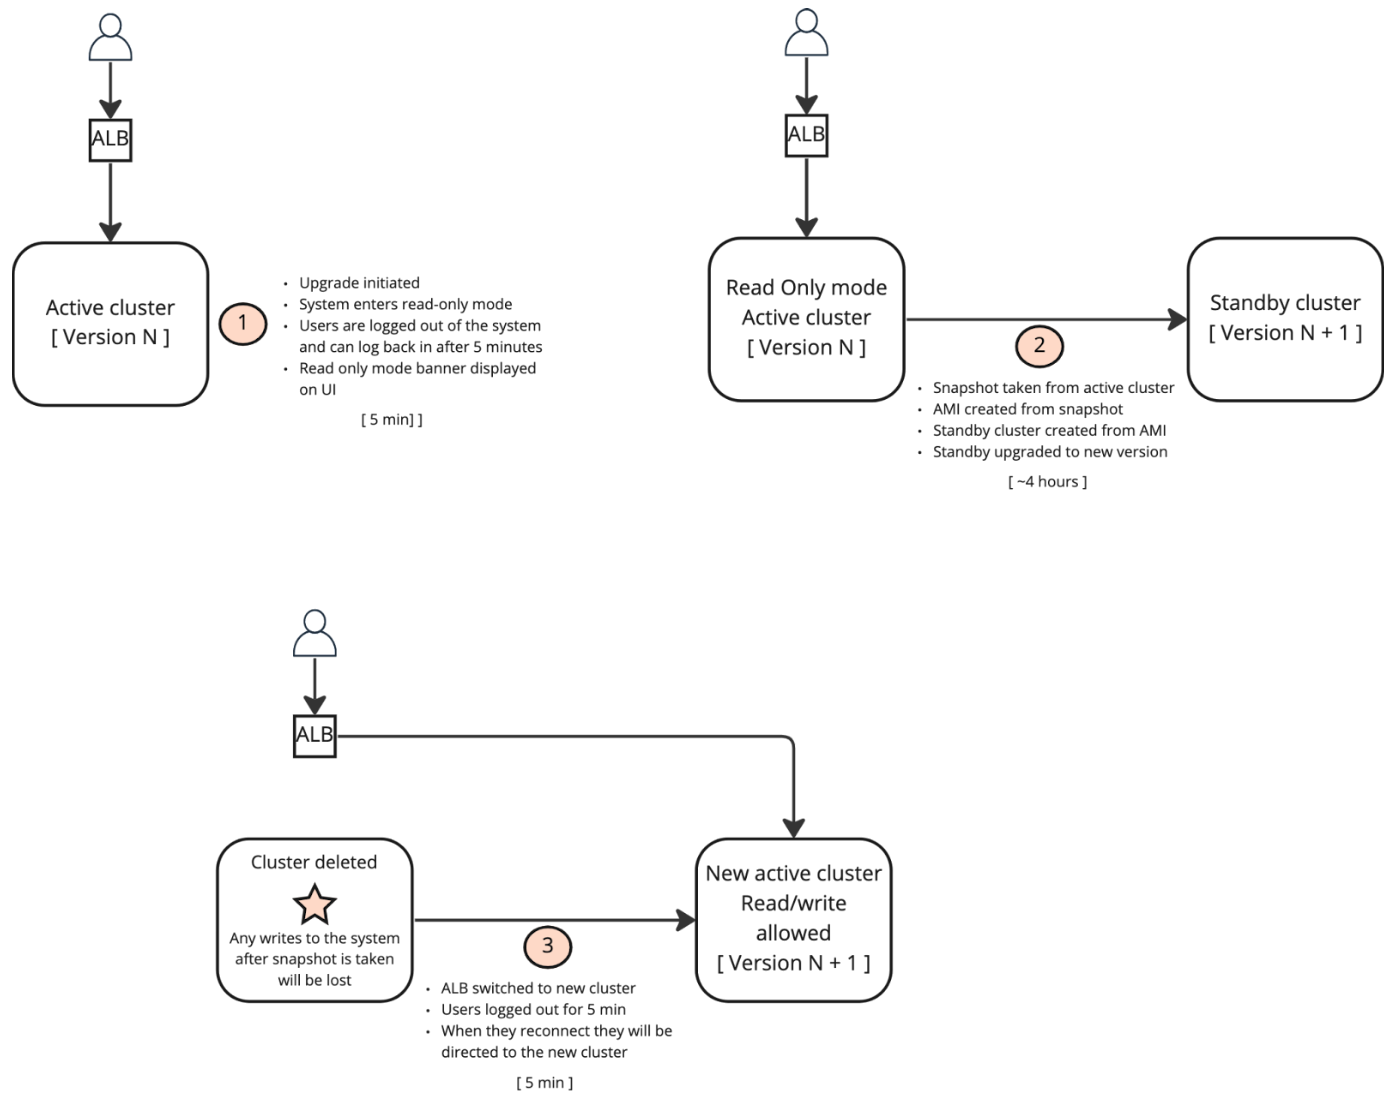 ALB
Active cluster
[ Version N ]
1
• Upgrade initiated
• System enters read-only mode
• Users are logged out of the system
and can log back in after 5 minutes
• Read only mode banner displayed
on UI
[ 5 min] ]
ALB
Read Only mode
Active cluster
[ Version N ]
2
• Snapshot taken from active cluster
• AMI created from snapshot
• Standby cluster created from AMI
• Standby upgraded to new version
[ ~4 hours ]
Standby cluster
[ Version N + 1 ]
ALB
Cluster deleted
Any writes to the system
after snapshot is taken
will be lost
3
• ALB switched to new cluster
• Users logged out for 5 min
• When they reconnect they will be
directed to the new cluster
[ 5 min ]
New active cluster
Read/write
allowed
[ Version N + 1 ]